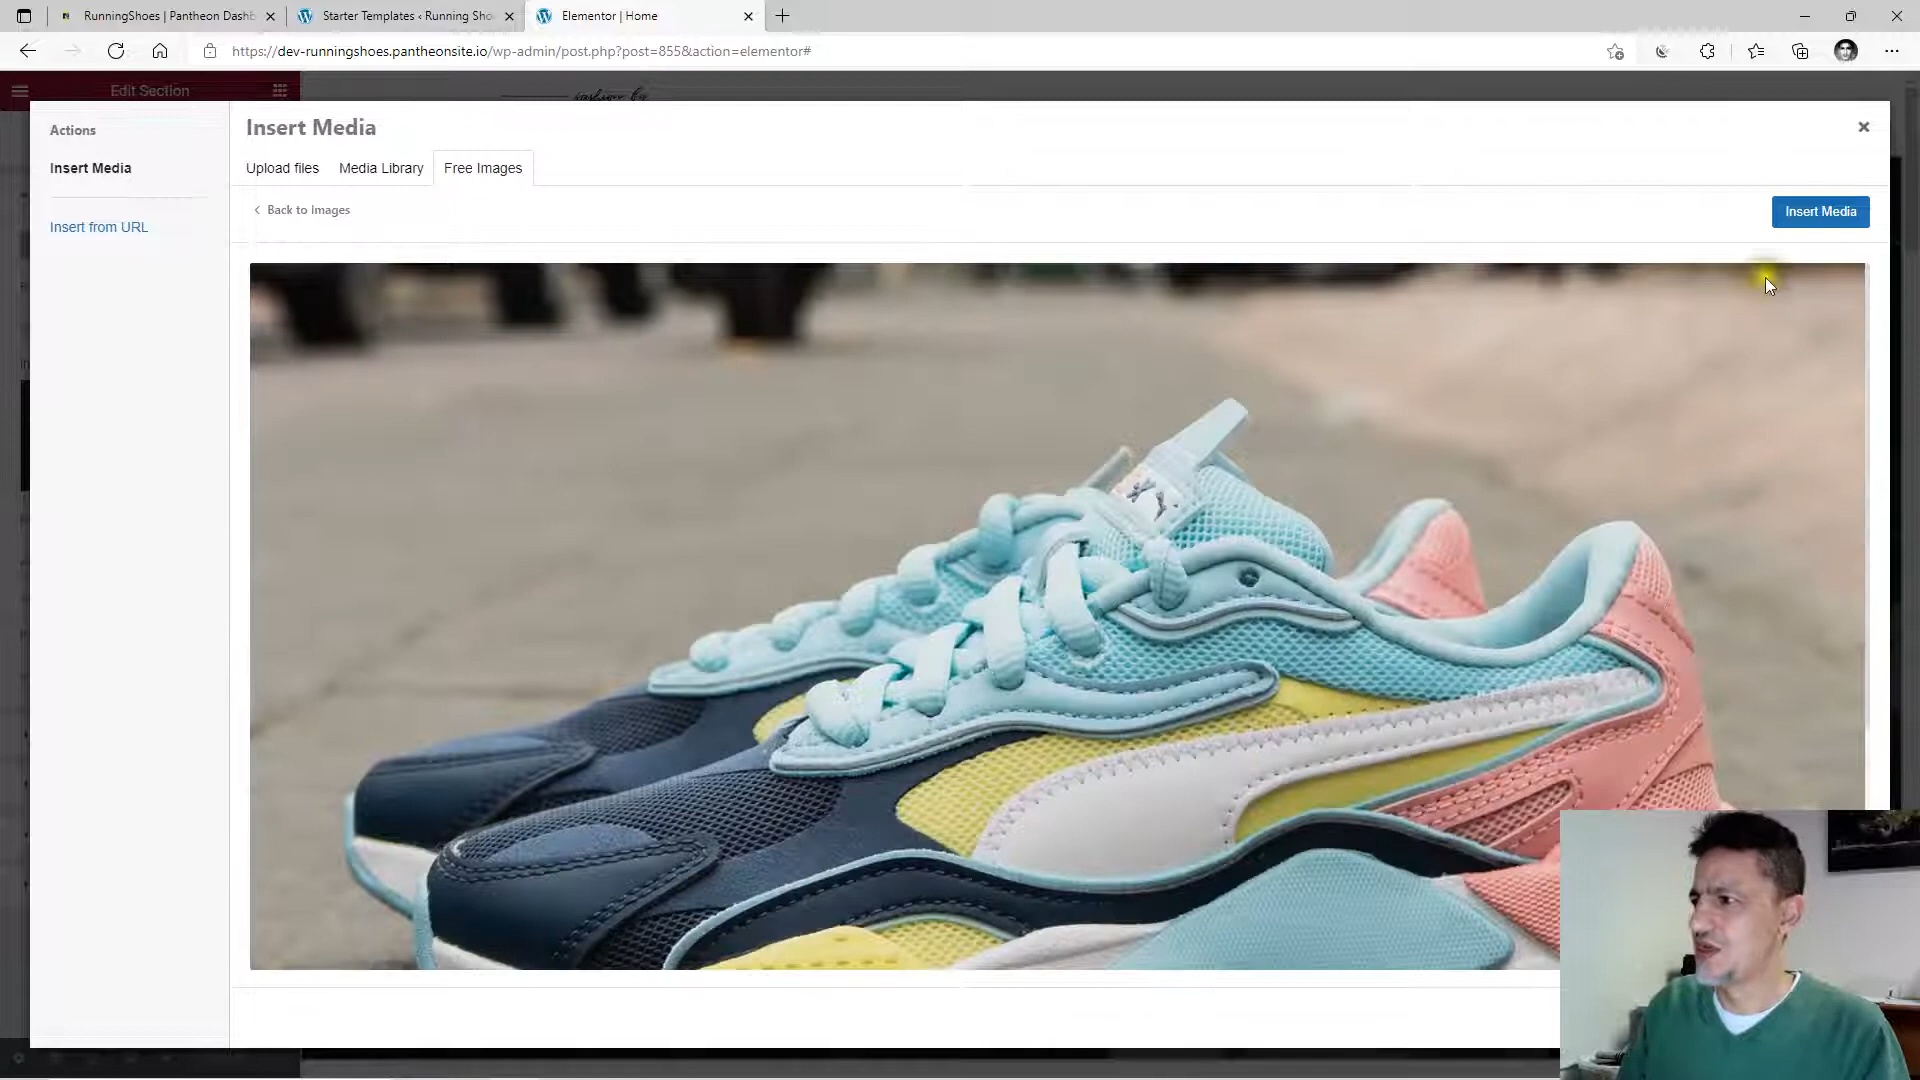 RunningShoes | Pantheon Dashb
Starter Templates ‹ Running Sho
Elementor | Home
https://dev-runningshoes.pantheonsite.io/wp-admin/post.php?post=855&action=elementor#
Edit Section
Actions
Insert Media
Insert from URL
Insert Media
Upload files
Media Library
Free Images
Back to Images
Insert Media